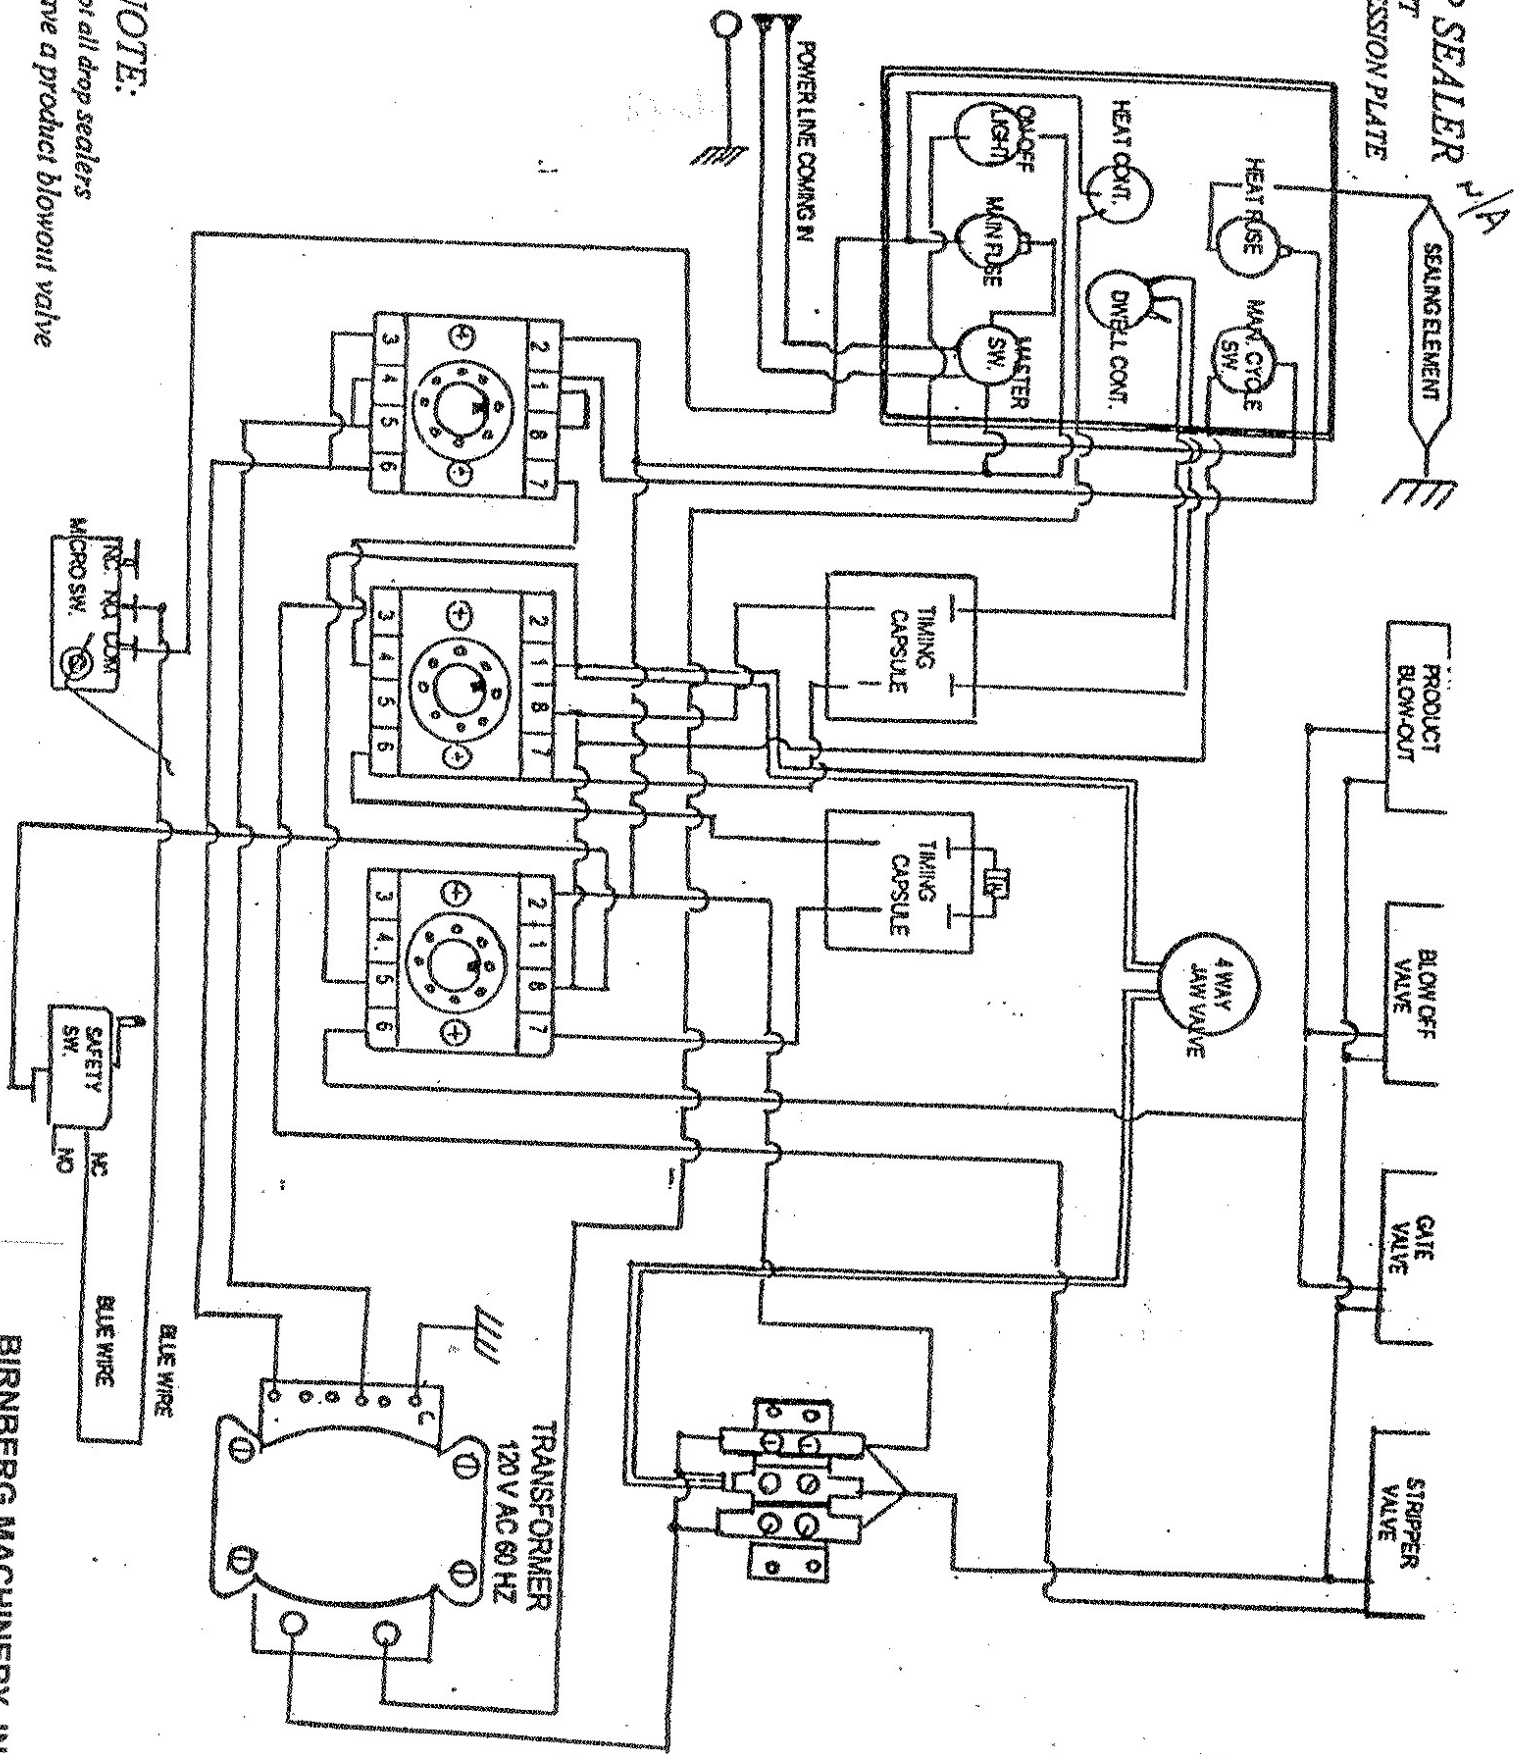 P SEALER
T
ESSION PLATE
N/A
SEALING ELEMENT
HEAT FUSE
MAN. CYCLE
SW.
HEAT CONT.
DWELL CONT.
ON-OFF
LIGHT
MAIN FUSE
MASTER
SW.
POWER LINE COMING IN
PRODUCT
BLOW-OUT
BLOW OFF
VALVE
GATE
VALVE
STRIPPER
VALVE
4 WAY
JAW VALVE
TIMING
CAPSULE
TIMING
CAPSULE
2 1 8 7
3 4 5 6
2 1 8 7
3 4 5 6
2 1 8 7
3 4. 5 6
TRANSFORMER
120 V AC 60 HZ
C
NC. NO. COM
MICRO SW.
SAFETY
SW.
NC
NO
BLUE WIRE
BLUE WIRE
NOTE:
ot all drop sealers
ave a product blowout valve
BIRNBERG MACHINERY, IN